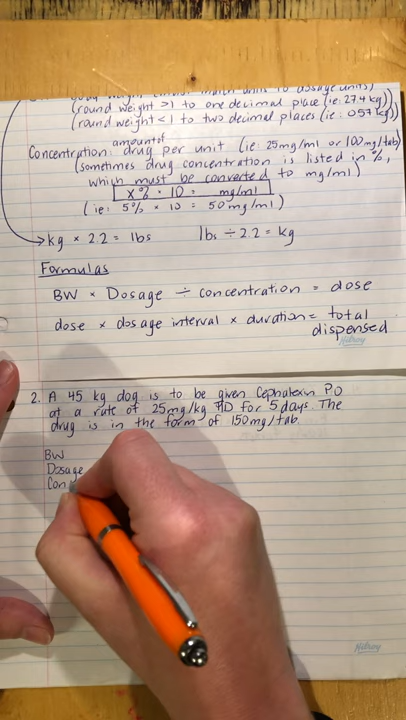 (round weight >1 to one decimal place (ie: 27.4 kg))
(round weight <1 to two decimal places (ie: 0.57 kg))
amount of
Concentration: drug per unit (ie: 25mg/ml or 100mg/tab)
(sometimes drug concentration is listed in %,
which must be converted to mg/ml)
x% × 10 = mg/ml
(ie: 5% × 10 = 50mg/ml)
kg × 2.2 = lbs lbs ÷ 2.2 = kg
Formulas
BW × Dosage ÷ concentration = dose
dose × dosage interval × duration = total
dispensed
Hilroy
2. A 45 kg dog is to be given Cephalexin PO
at a rate of 25mg/kg for 5 days. The
drug is in the form of 150mg/tab.
BW
Dosage
Con
Hilroy